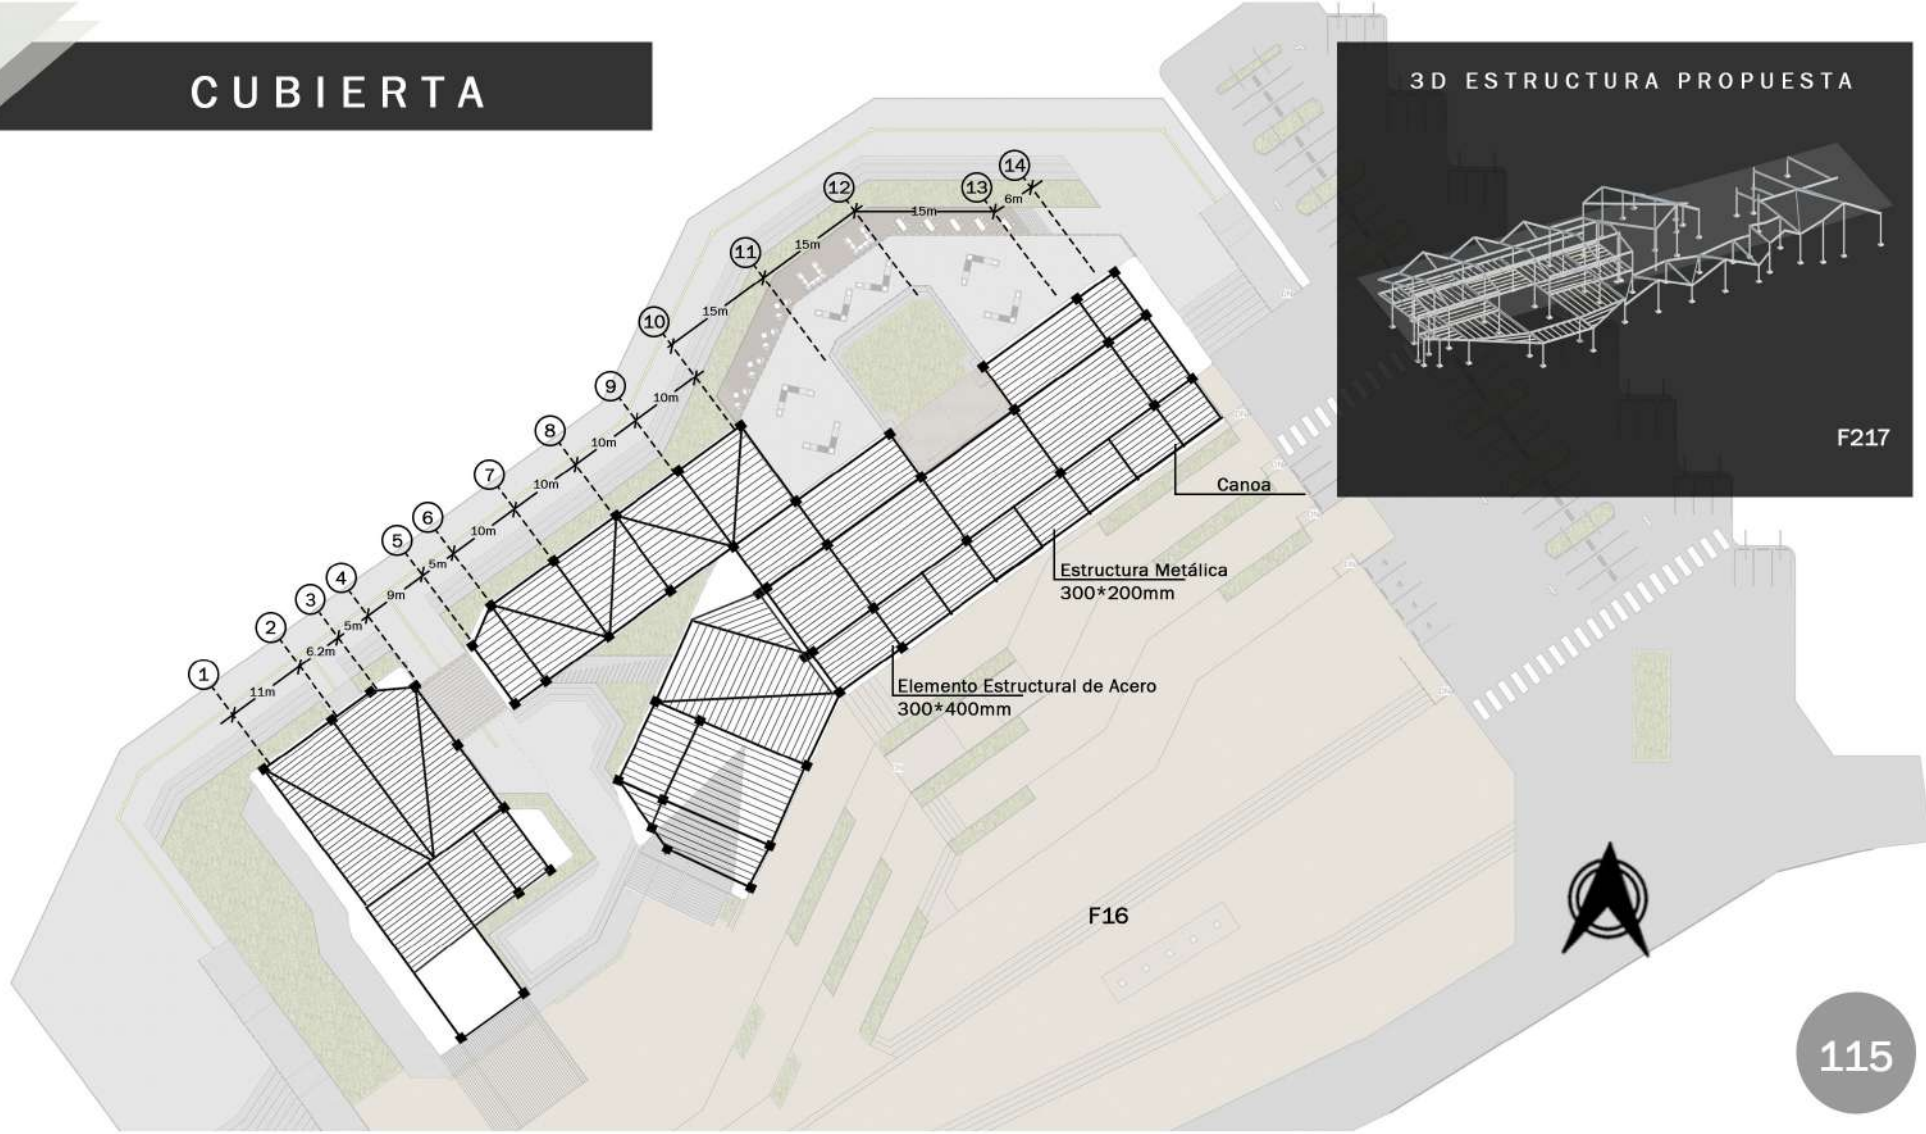 CUBIERTA
3D ESTRUCTURA PROPUESTA
F217
14
13
12
6m
15m
11
15m
10
15m
9
10m
8
10m
7
10m
6
10m
5
5m
4
9m
3
5m
2
6.2m
1
11m
Canoa
Estructura Metálica
300*200mm
Elemento Estructural de Acero
300*400mm
F16
115